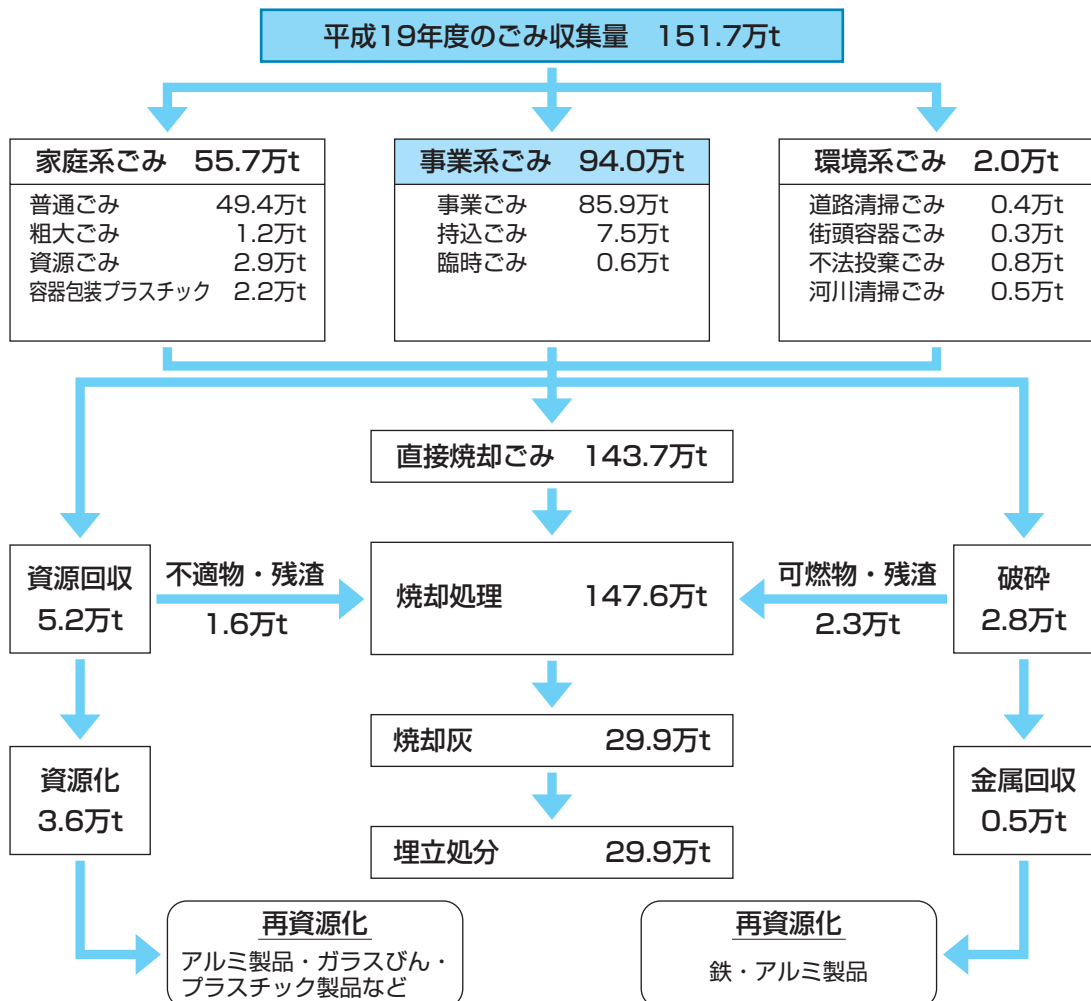 平成19年度のごみ収集量 151.7万t
家庭系ごみ 55.7万t
普通ごみ 49.4万t
粗大ごみ 1.2万t
資源ごみ 2.9万t
容器包装プラスチック 2.2万t
事業系ごみ 94.0万t
事業ごみ 85.9万t
持込ごみ 7.5万t
臨時ごみ 0.6万t
環境系ごみ 2.0万t
道路清掃ごみ 0.4万t
街頭容器ごみ 0.3万t
不法投棄ごみ 0.8万t
河川清掃ごみ 0.5万t
直接焼却ごみ 143.7万t
資源回収
5.2万t
不適物・残渣
1.6万t
焼却処理 147.6万t
可燃物・残渣
2.3万t
破砕
2.8万t
焼却灰 29.9万t
資源化
3.6万t
金属回収
0.5万t
埋立処分 29.9万t
再資源化
アルミ製品・ガラスびん・
プラスチック製品など
再資源化
鉄・アルミ製品